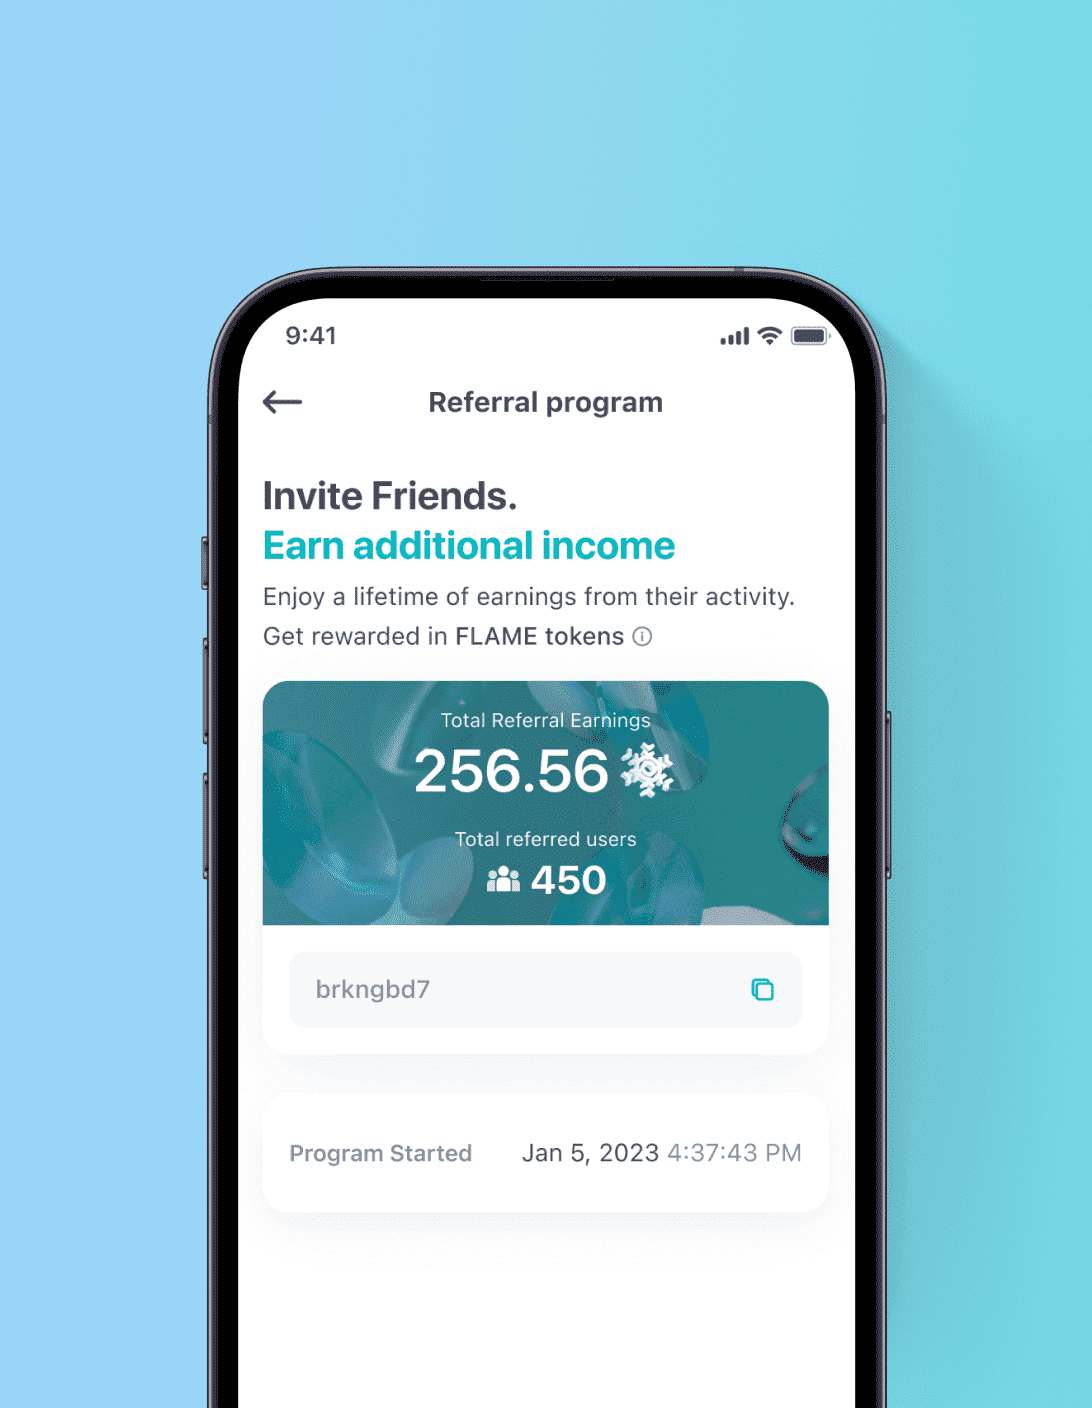 9:41
Referral program
Invite Friends.
Earn additional income
Enjoy a lifetime of earnings from their activity.
Get rewarded in FLAME tokens
Total Referral Earnings
256.56
Total referred users
450
brkngbd7
Program Started Jan 5, 2023 4:37:43 PM